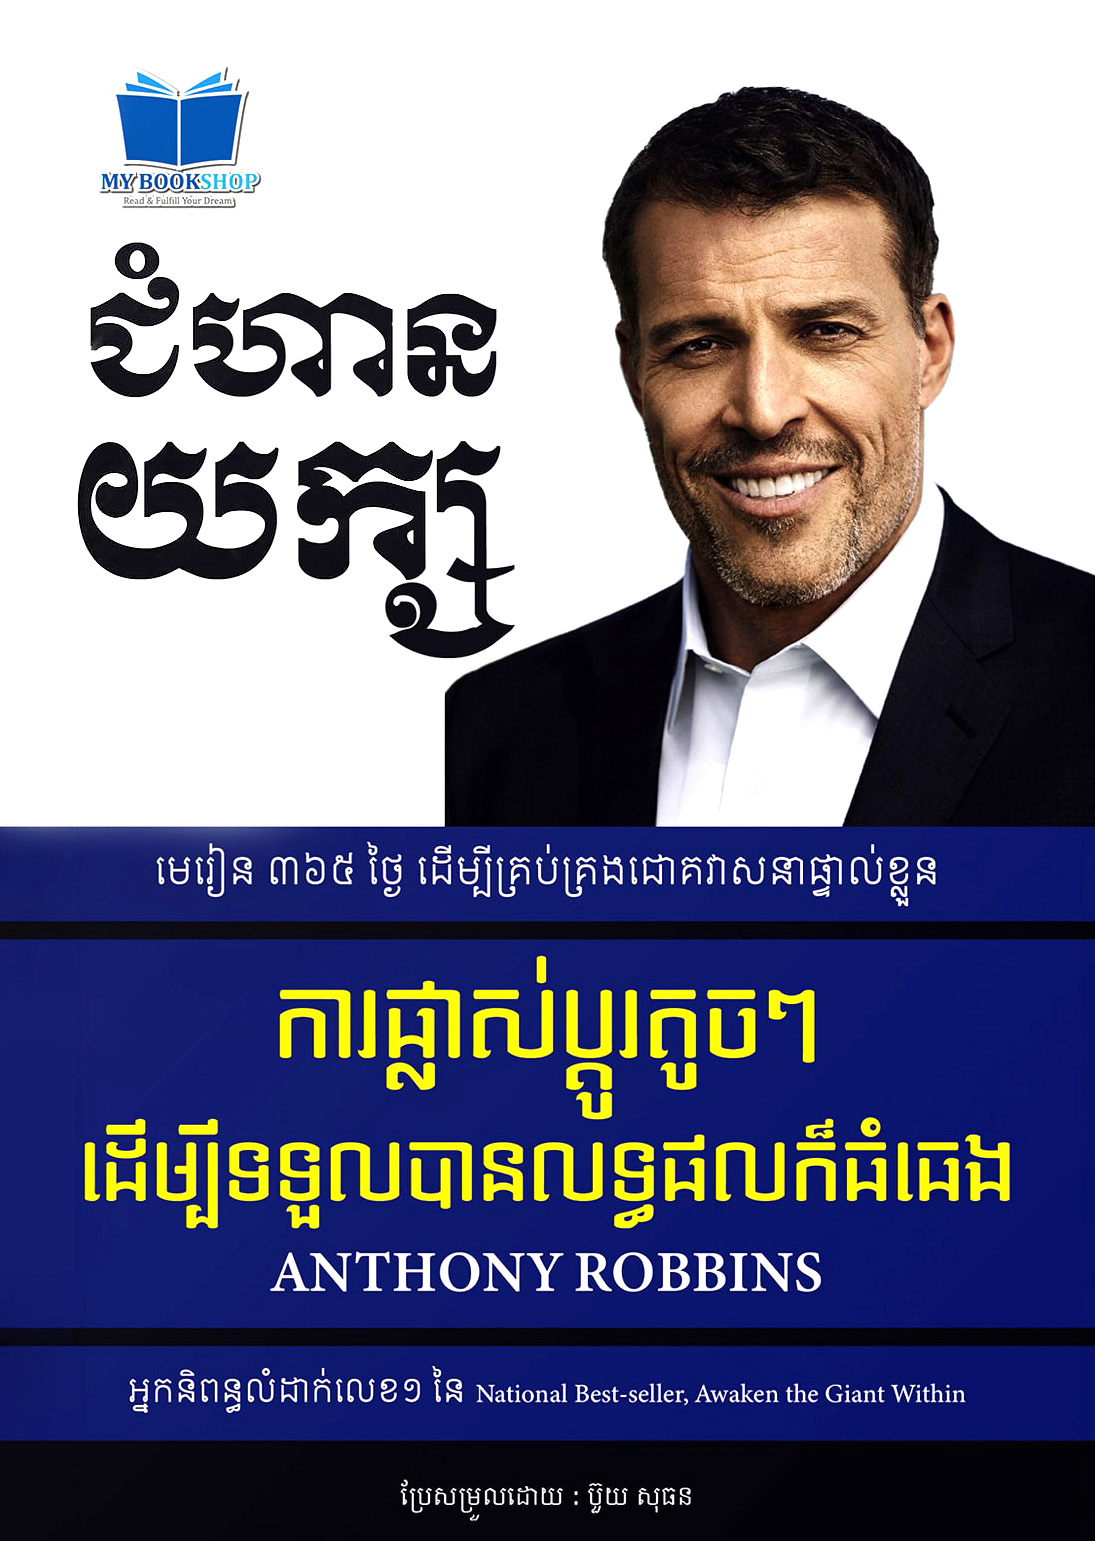 MY BOOKSHOP
Read & Fulfill Your Dream
ជំហាន
យក្ស
មេរៀន ៣៦៥ ថ្ងៃ ដើម្បីគ្រប់គ្រងជោគវាសនាផ្ទាល់ខ្លួន
ការផ្លាស់ប្ដូរតូចៗ
ដើម្បីទទួលបានលទ្ធផលក៏ធំធេង
ANTHONY ROBBINS
អ្នកនិពន្ធលំដាក់លេខ១ នៃ National Best-seller, Awaken the Giant Within
ប្រែសម្រួលដោយ : ប៊ួយ សុធន